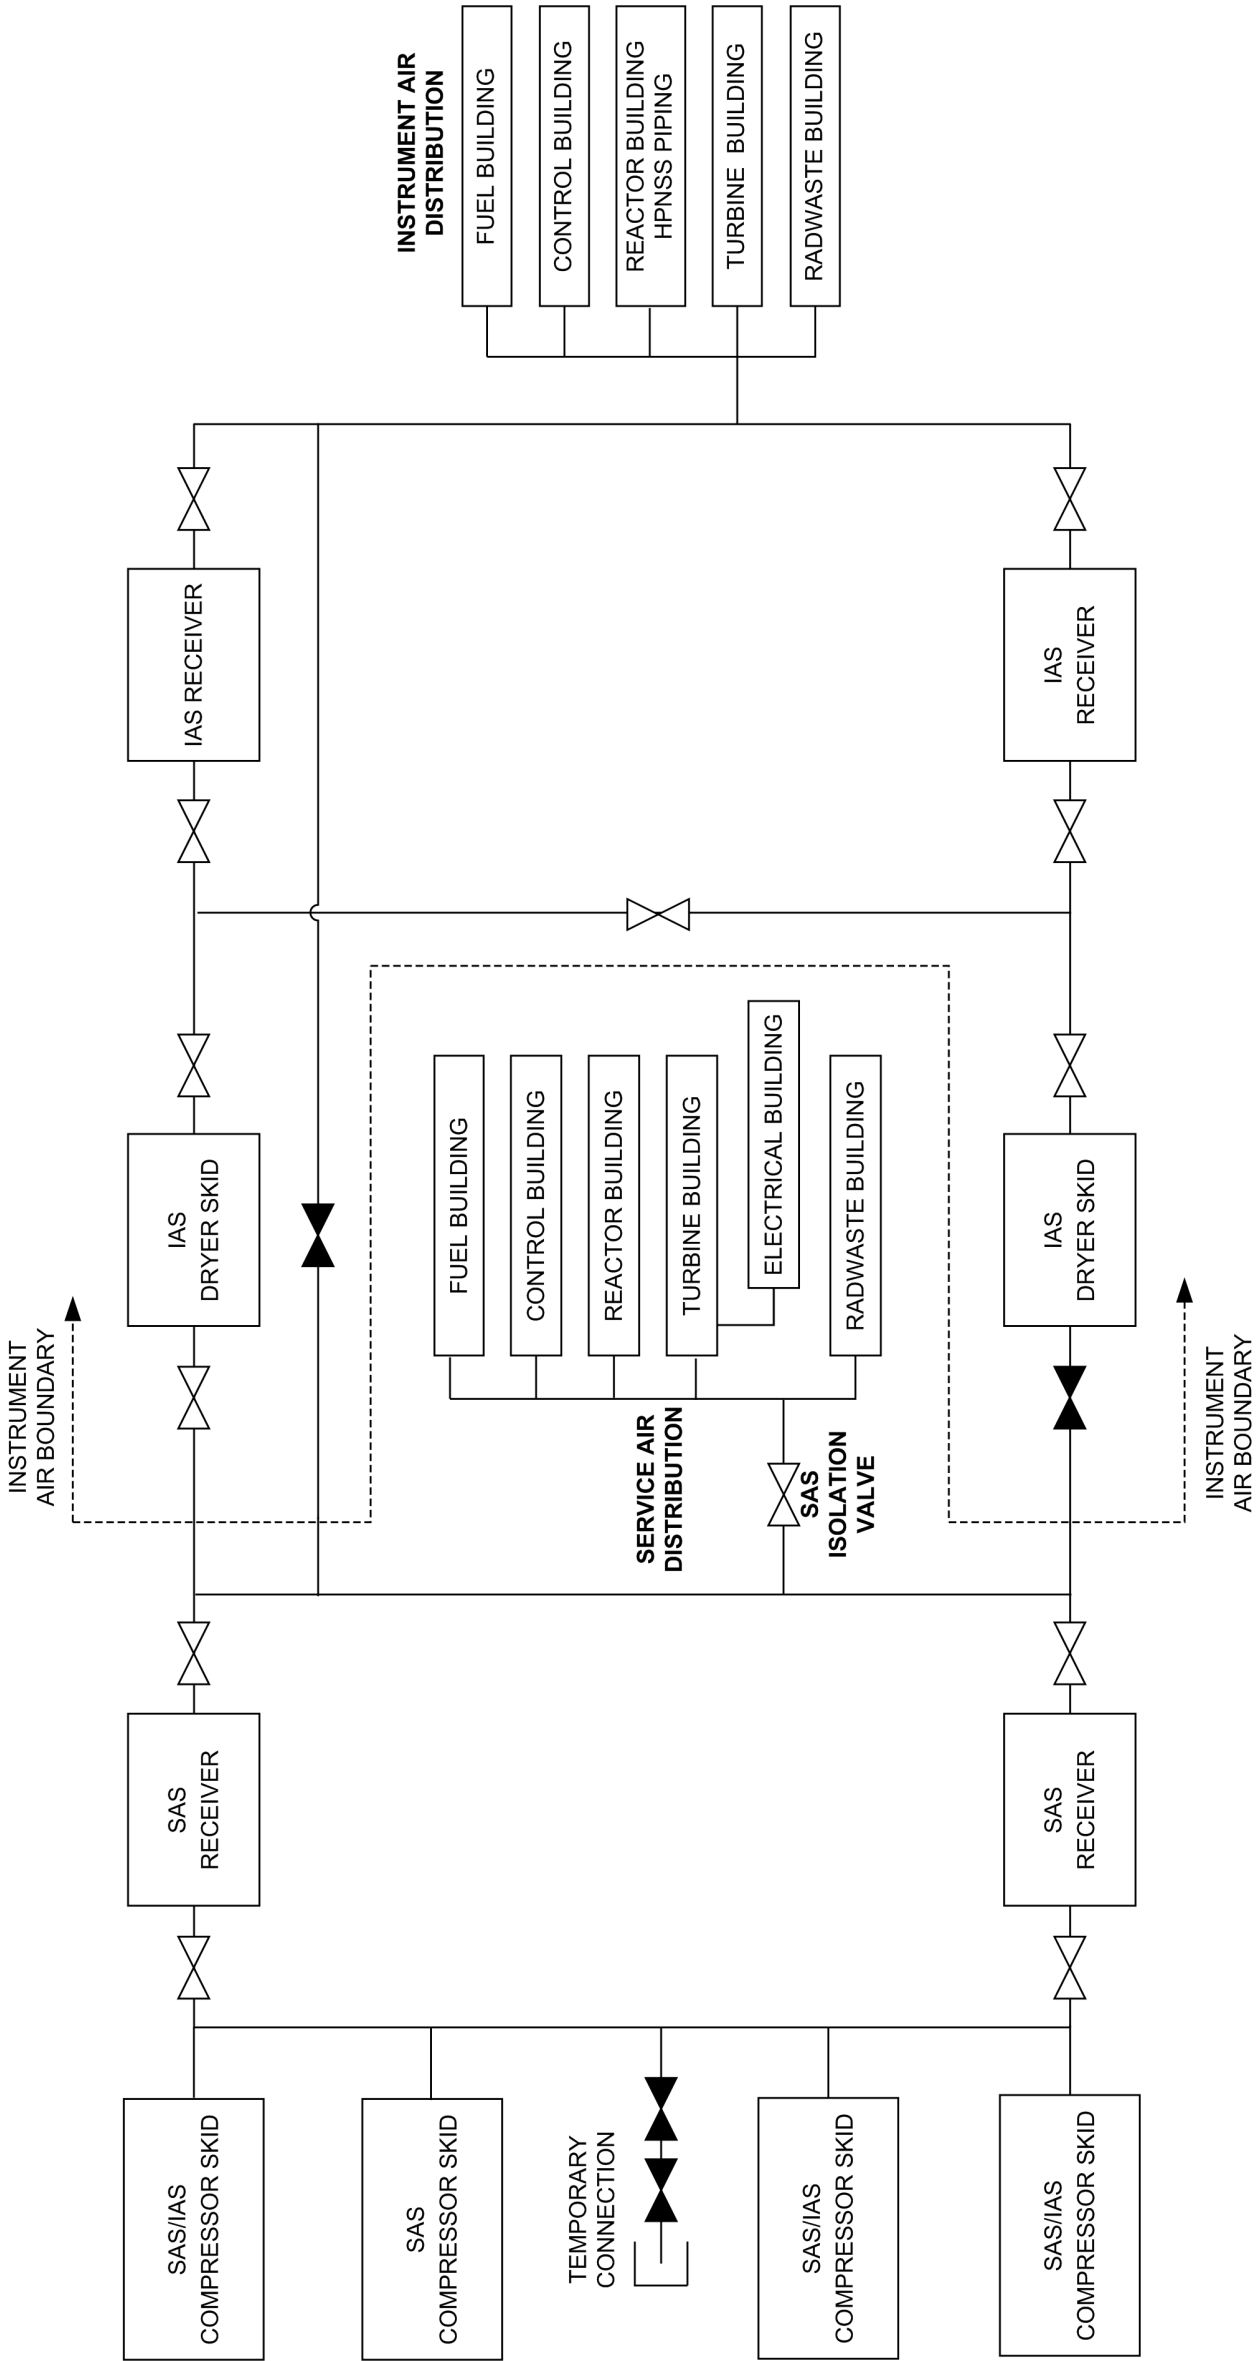 INSTRUMENT AIR
DISTRIBUTION
FUEL BUILDING
CONTROL BUILDING
REACTOR BUILDING
HPNSS PIPING
TURBINE BUILDING
RADWASTE BUILDING
IAS RECEIVER
IAS
RECEIVER
IAS
DRYER SKID
IAS
DRYER SKID
INSTRUMENT
AIR BOUNDARY
INSTRUMENT
AIR BOUNDARY
FUEL BUILDING
CONTROL BUILDING
REACTOR BUILDING
TURBINE BUILDING
ELECTRICAL BUILDING
RADWASTE BUILDING
SERVICE AIR
DISTRIBUTION
SAS
ISOLATION
VALVE
SAS
RECEIVER
SAS
RECEIVER
SAS/IAS
COMPRESSOR SKID
SAS
COMPRESSOR SKID
TEMPORARY
CONNECTION
SAS/IAS
COMPRESSOR SKID
SAS/IAS
COMPRESSOR SKID